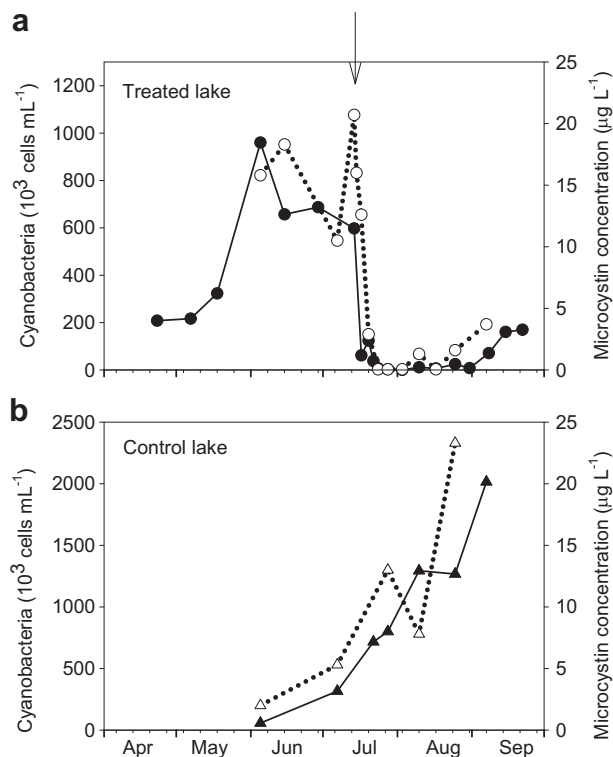 a
Treated lake
Cyanobacteria (10³ cells mL⁻¹)
1200
1000
800
600
400
200
0
25
20
15
10
5
0
Microcystin concentration (µg L⁻¹)
b
Control lake
Cyanobacteria (10³ cells mL⁻¹)
2500
2000
1500
1000
500
0
25
20
15
10
5
0
Microcystin concentration (µg L⁻¹)
Apr May Jun Jul Aug Sep